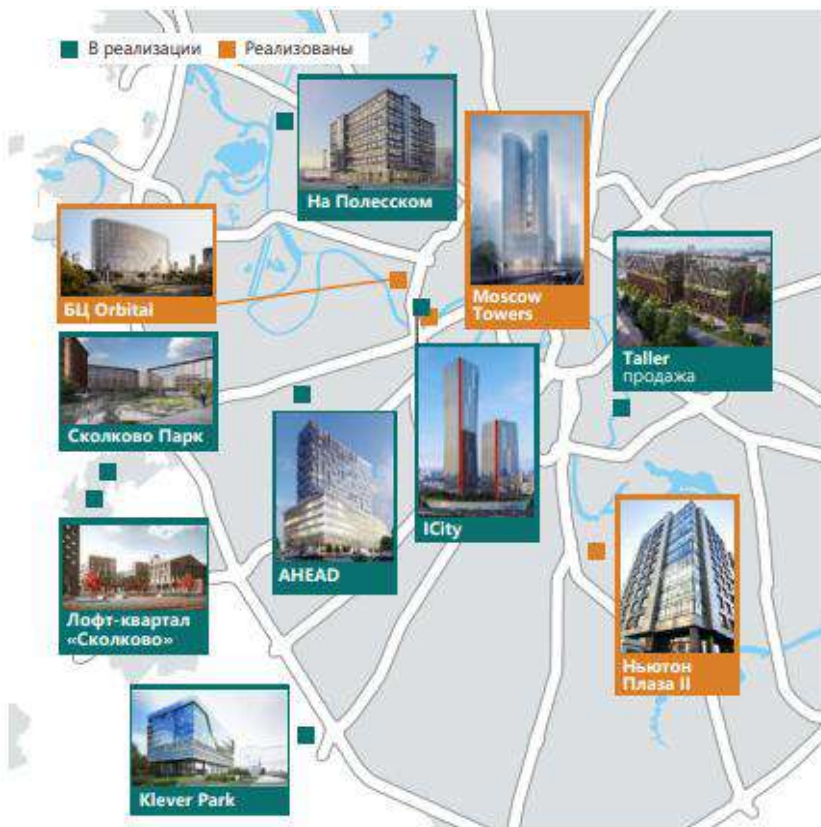 В реализации
Реализованы
На Полесском
Moscow
Towers
БЦ Orbital
Taller
продажа
Сколково Парк
ICity
AHEAD
Лофт-квартал
«Сколково»
Ньютон
Плаза II
Klever Park